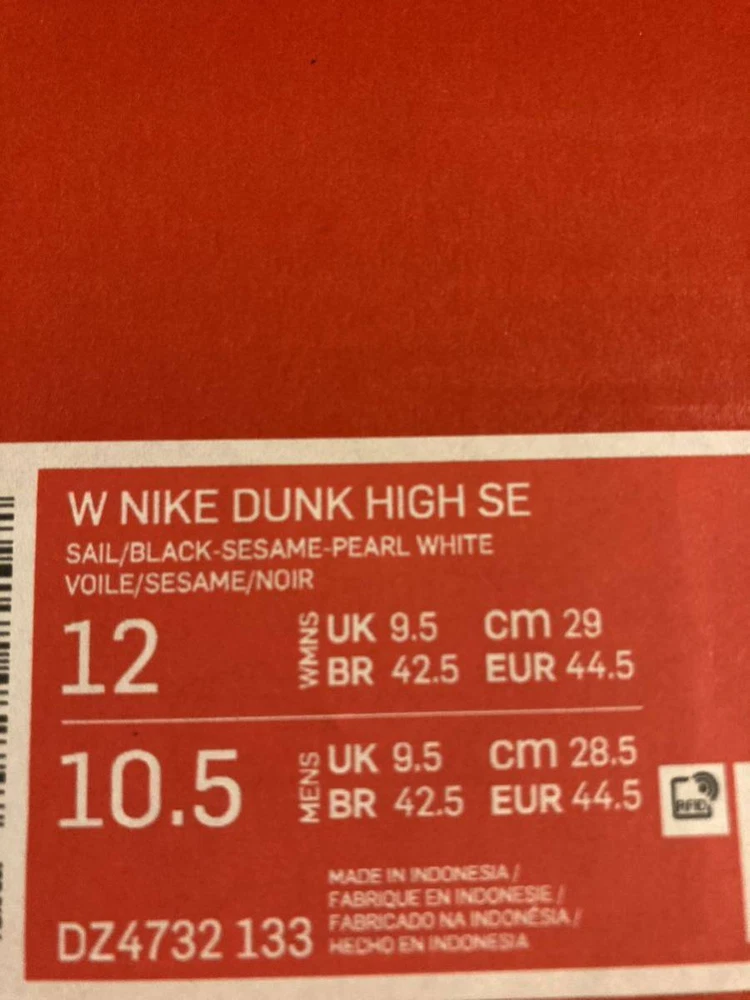 W NIKE DUNK HIGH SE
SAIL/BLACK-SESAME-PEARL WHITE
VOILE/SESAME/NOIR
12 WMNS UK 9.5 cm 29
BR 42.5 EUR 44.5
10.5 MENS UK 9.5 cm 28.5
BR 42.5 EUR 44.5
RFID
MADE IN INDONESIA /
FABRIQUE EN INDONESIE /
FABRICADO NA INDONÉSIA /
HECHO EN INDONESIA
DZ4732 133